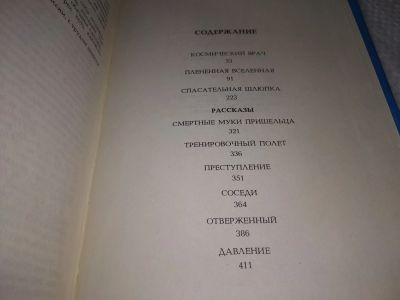 СОДЕРЖАНИЕ
КОСМИЧЕСКИЙ ВРАЧ
ПЛЕНЕННАЯ ВСЕЛЕННАЯ
91
СПАСАТЕЛЬНАЯ ШЛЮПКА
223
РАССКАЗЫ
СМЕРТНЫЕ МУКИ ПРИШЕЛЬЦА
321
ТРЕНИРОВОЧНЫЙ ПОЛЕТ
336
ПРЕСТУПЛЕНИЕ
351
СОСЕДИ
364
ОТВЕРЖЕННЫЙ
386
ДАВЛЕНИЕ
411